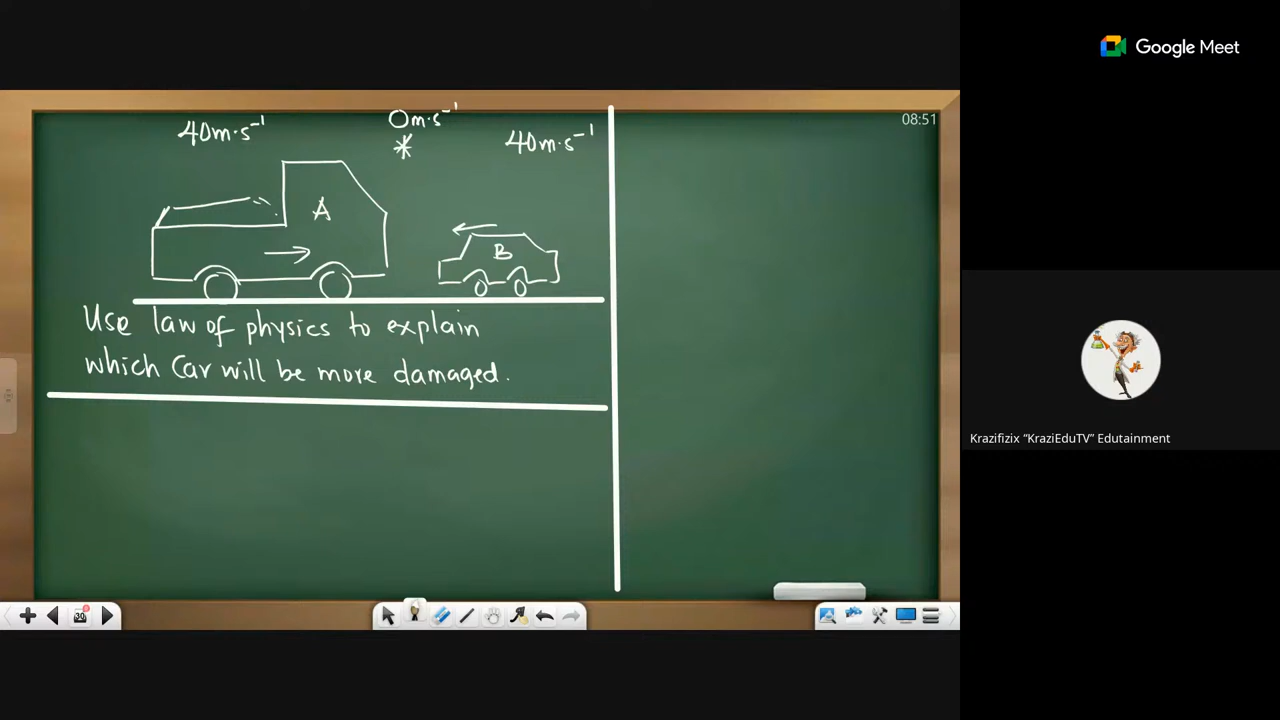 Google Meet
08:51
40m·s⁻¹
0m·s⁻¹
40m·s⁻¹
A
B
Use law of physics to explain
which Car will be more damaged.
30
Krazifizix "KraziEduTV" Edutainment